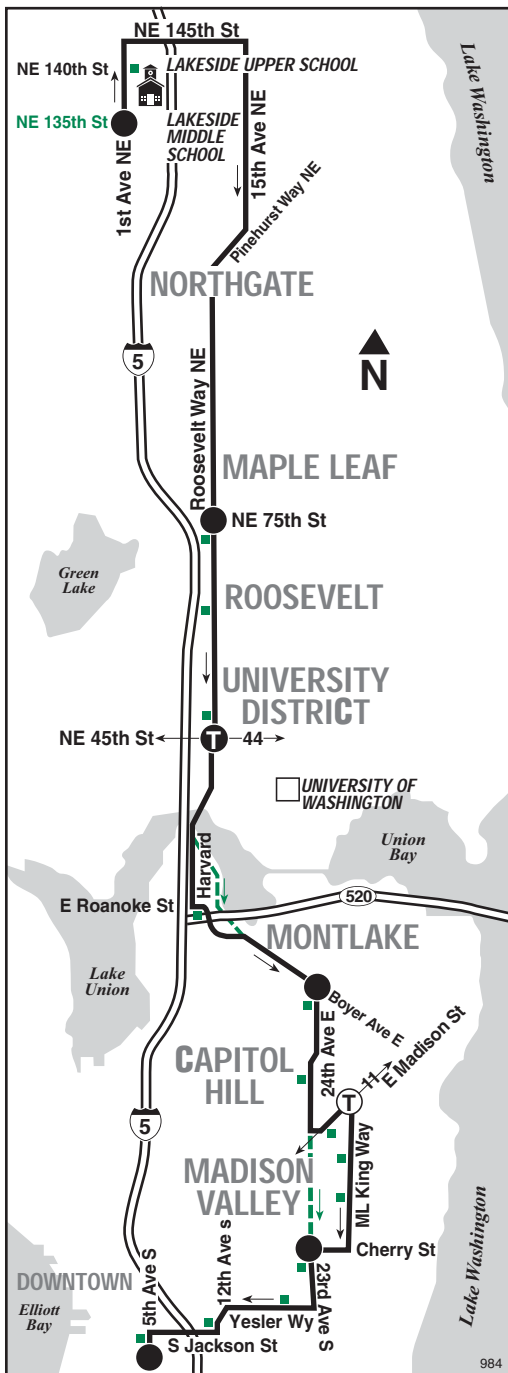 NE 145th St
NE 140th St
LAKESIDE UPPER SCHOOL
NE 135th St
LAKESIDE
MIDDLE
SCHOOL
1st Ave NE
15th Ave NE
Lake Washington
Pinehurst Way NE
NORTHGATE
5
N
Roosevelt Way NE
MAPLE LEAF
NE 75th St
Green
Lake
ROOSEVELT
UNIVERSITY
DISTRICT
NE 45th St
T
44
UNIVERSITY OF
WASHINGTON
Union
Bay
Harvard
E Roanoke St
520
MONTLAKE
Lake
Union
Boyer Ave E
24th Ave E
CAPITOL
HILL
11
E Madison St
T
5
MADISON
VALLEY
ML King Way
Cherry St
23rd Ave S
12th Ave s
5th Ave S
DOWNTOWN
Elliott
Bay
Yesler Wy
S Jackson St
Lake Washington
984